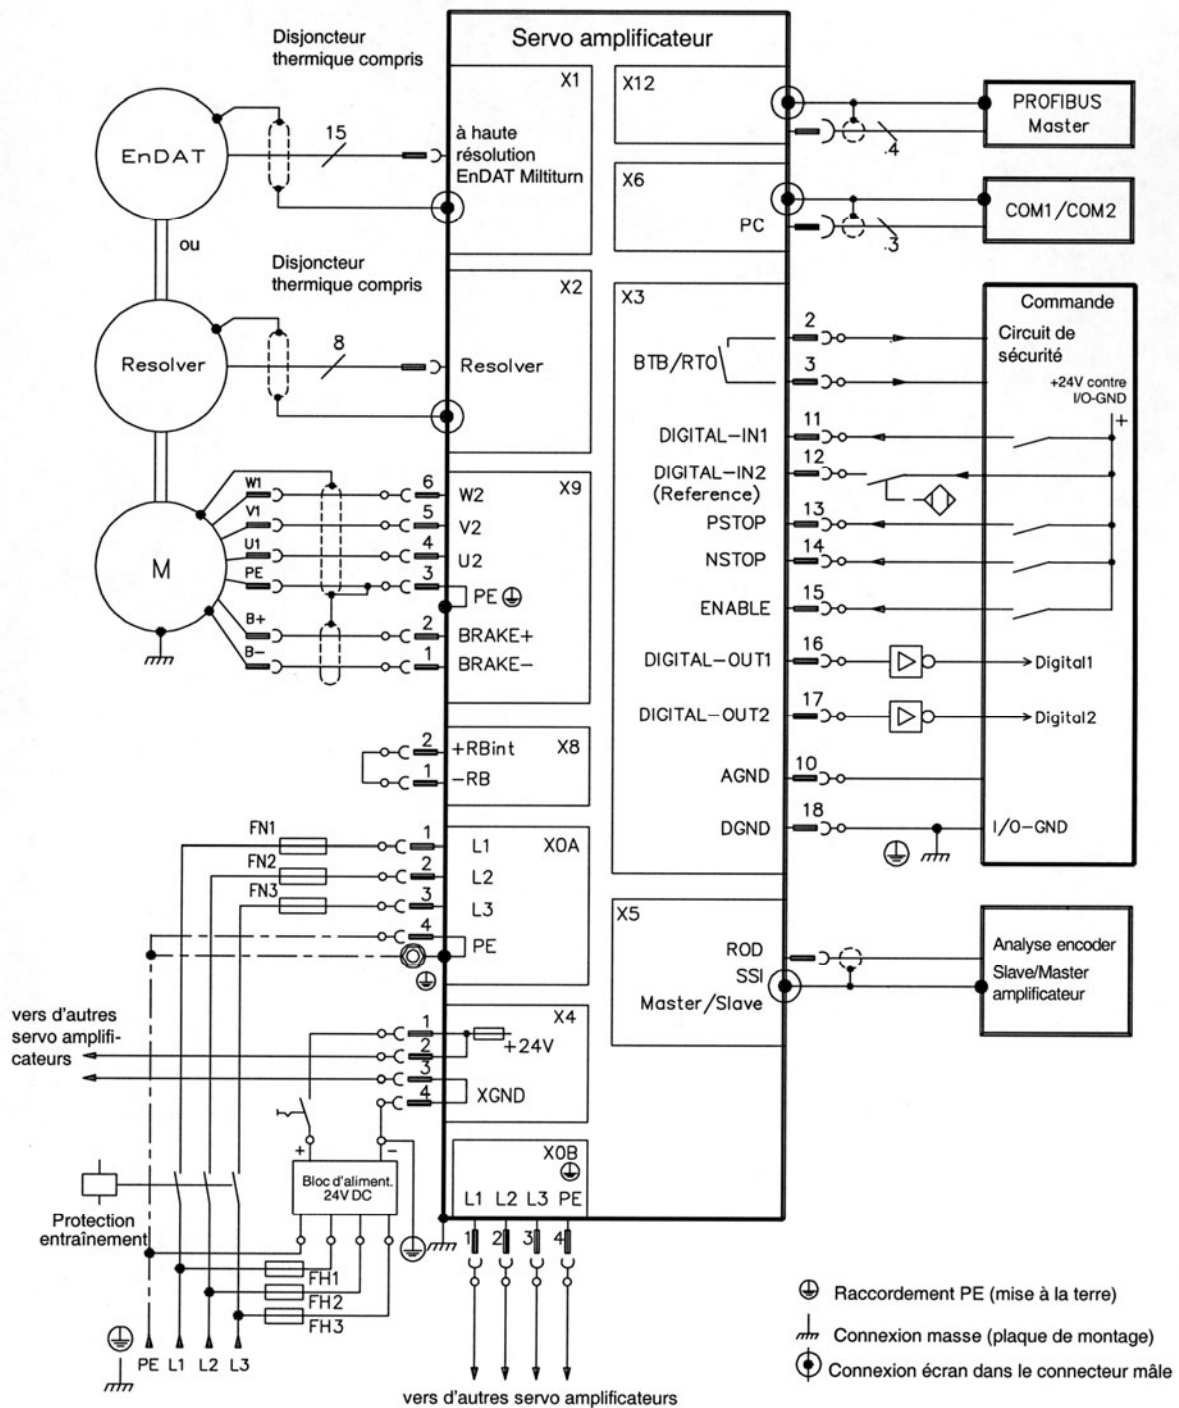 Servo amplificateur
Disjoncteur
thermique compris
X1
X12
EnDAT
15
à haute
résolution
EnDAT Miltiturn
.4
PROFIBUS
Master
X6
PC
.3
COM1/COM2
ou
Disjoncteur
thermique compris
X2
Resolver
8
Resolver
X3
BTB/RTO
2
3
Commande
Circuit de
sécurité
+24V contre
I/O-GND
+
DIGITAL-IN1
11
DIGITAL-IN2
(Reference)
12
PSTOP
13
NSTOP
14
ENABLE
15
DIGITAL-OUT1
16
Digital1
DIGITAL-OUT2
17
Digital2
AGND
10
DGND
18
I/O-GND
X9
M
W1
6
W2
V1
5
V2
U1
4
U2
PE
3
PE
B+
2
BRAKE+
B-
1
BRAKE-
X8
2
+RBint
1
-RB
X0A
FN1
1
L1
FN2
2
L2
FN3
3
L3
4
PE
X5
ROD
SSI
Master/Slave
Analyse encoder
Slave/Master
amplificateur
X4
vers d'autres
servo amplifi-
cateurs
1
2
+24V
3
4
XGND
+
-
Bloc d'aliment.
24V DC
Protection
entraînement
X0B
L1 L2 L3 PE
1 2 3 4
FH1
FH2
FH3
PE L1 L2 L3
vers d'autres servo amplificateurs
Raccordement PE (mise à la terre)
Connexion masse (plaque de montage)
Connexion écran dans le connecteur mâle